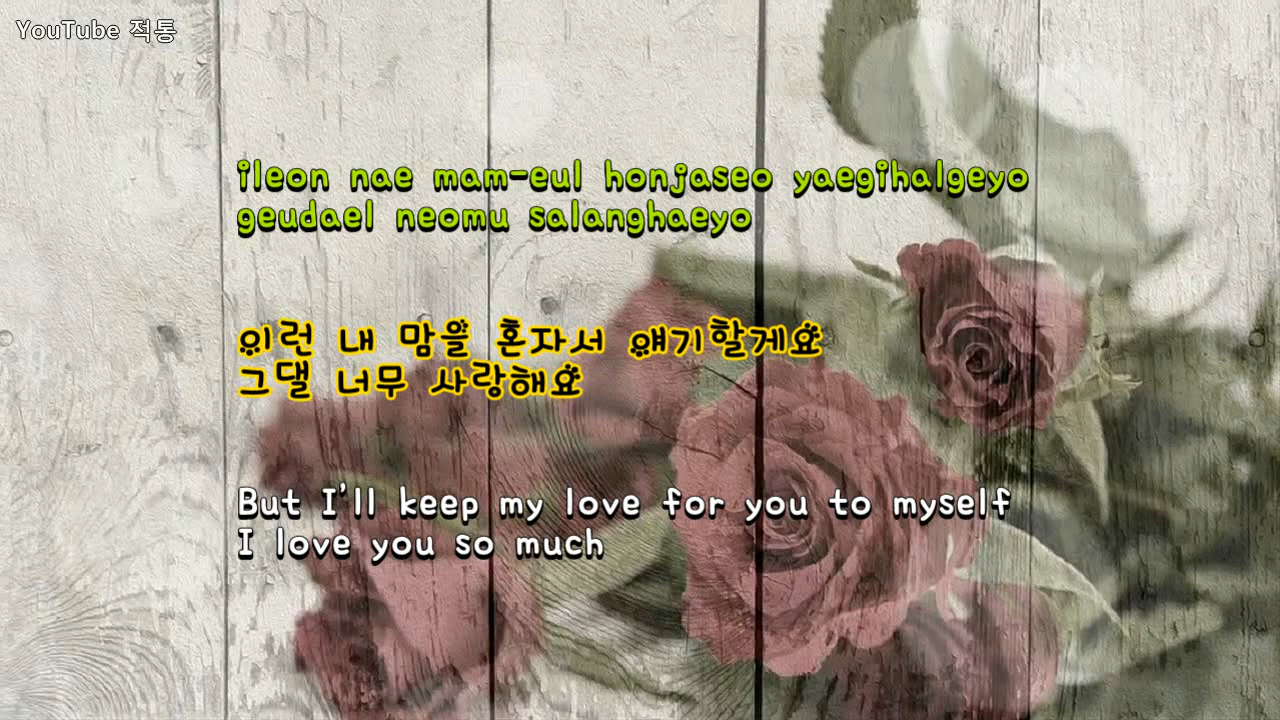 YouTube 적통
ileon nae mam-eul honjaseo yaegihalgeyo
geudael neomu salanghaeyo
이런 내 맘을 혼자서 얘기할게요
그댈 너무 사랑해요
But I'll keep my love for you to myself
I love you so much